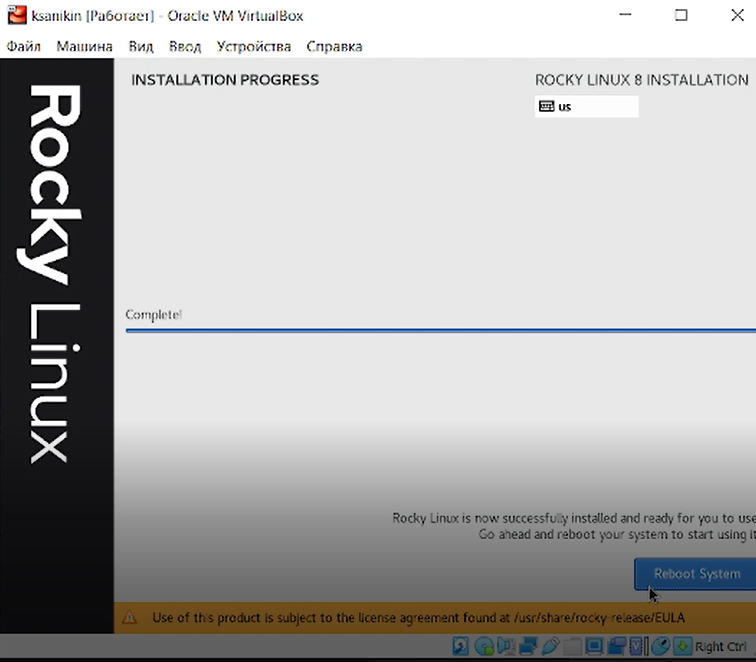 ksanikin [Работает] - Oracle VM VirtualBox
Файл Машина Вид Ввод Устройства Справка
Rocky Linux
INSTALLATION PROGRESS
ROCKY LINUX 8 INSTALLATION
us
Complete!
Rocky Linux is now successfully installed and ready for you to use
Go ahead and reboot your system to start using it
Reboot System
Use of this product is subject to the license agreement found at /usr/share/rocky-release/EULA
Right Ctrl